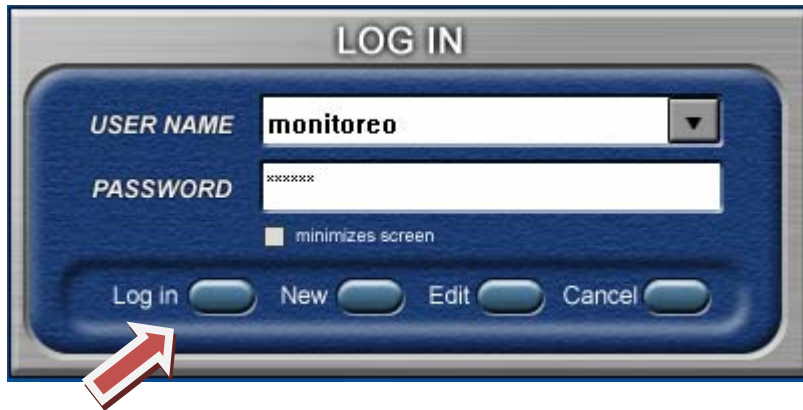 LOG IN
USER NAME monitoreo
PASSWORD ××××××
minimizes screen
Log in New Edit Cancel